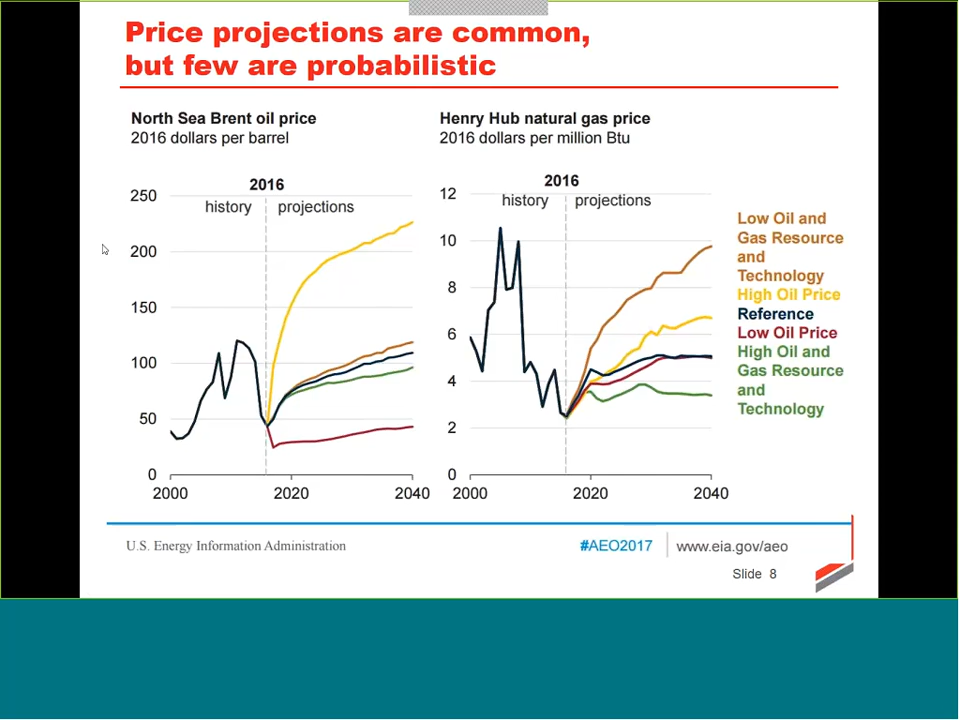 Price projections are common,
but few are probabilistic
North Sea Brent oil price
2016 dollars per barrel
2016
history projections
250
200
150
100
50
0
2000 2020 2040
Henry Hub natural gas price
2016 dollars per million Btu
2016
history projections
12
10
8
6
4
2
0
2000 2020 2040
Low Oil and
Gas Resource
and
Technology
High Oil Price
Reference
Low Oil Price
High Oil and
Gas Resource
and
Technology
U.S. Energy Information Administration
#AEO2017 www.eia.gov/aeo
Slide 8